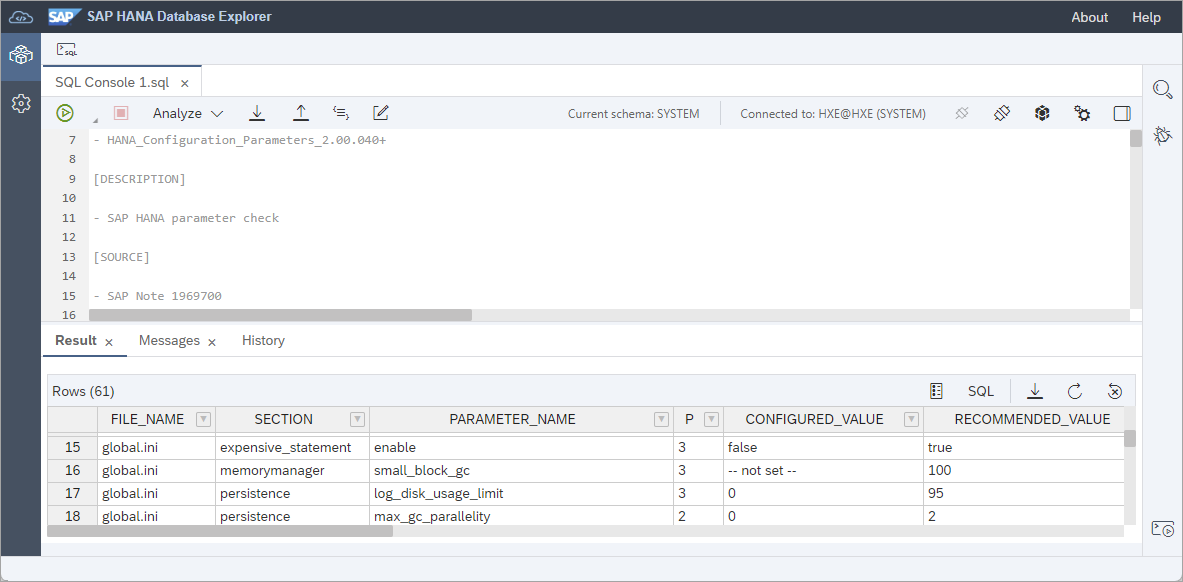 SAP SAP HANA Database Explorer About Help
SQL
SQL Console 1.sql ×
Analyze Current schema: SYSTEM Connected to: HXE@HXE (SYSTEM)
7 - HANA_Configuration_Parameters_2.00.040+
8
9 [DESCRIPTION]
10
11 - SAP HANA parameter check
12
13 [SOURCE]
14
15 - SAP Note 1969700
16
Result × Messages × History
Rows (61) SQL
FILE_NAME SECTION PARAMETER_NAME P CONFIGURED_VALUE RECOMMENDED_VALUE
15 global.ini expensive_statement enable 3 false true
16 global.ini memorymanager small_block_gc 3 -- not set -- 100
17 global.ini persistence log_disk_usage_limit 3 0 95
18 global.ini persistence max_gc_parallelity 2 0 2